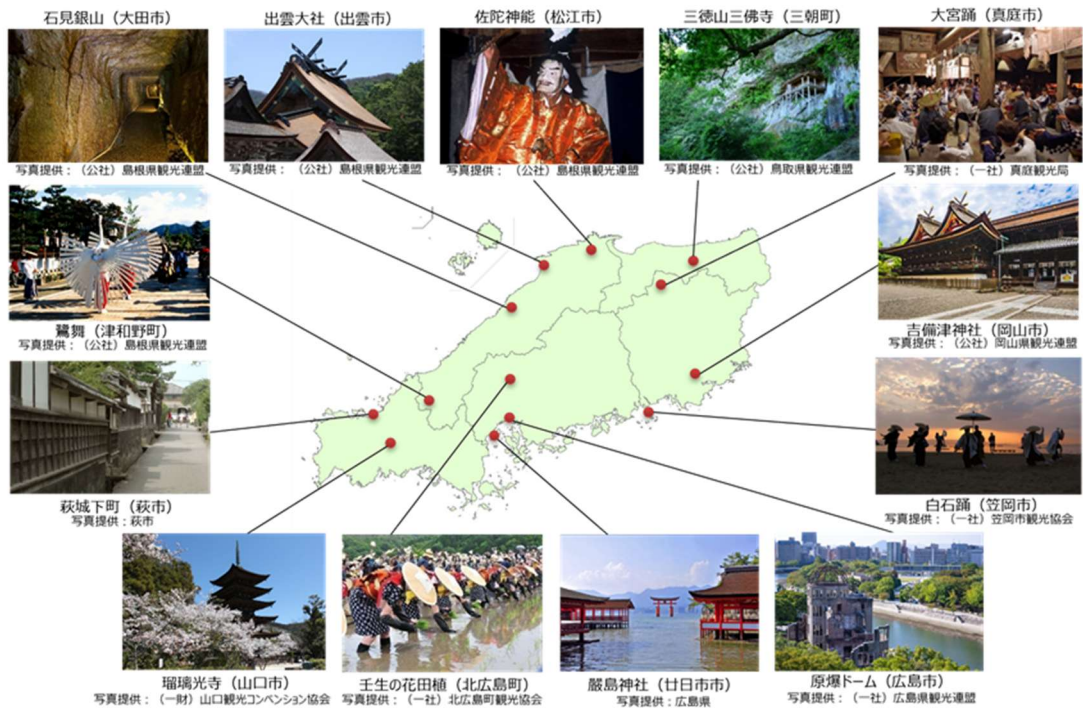 石見銀山（大田市）
写真提供：（公社）島根県観光連盟
出雲大社（出雲市）
写真提供：（公社）島根県観光連盟
佐陀神能（松江市）
写真提供：（公社）島根県観光連盟
三徳山三佛寺（三朝町）
写真提供：（公社）鳥取県観光連盟
大宮踊（真庭市）
写真提供：（一社）真庭観光局
鷺舞（津和野町）
写真提供：（公社）島根県観光連盟
吉備津神社（岡山市）
写真提供：（公社）岡山県観光連盟
萩城下町（萩市）
写真提供：萩市
白石踊（笠岡市）
写真提供：（一社）笠岡市観光協会
瑠璃光寺（山口市）
写真提供：（一財）山口観光コンベンション協会
壬生の花田植（北広島町）
写真提供：（一社）北広島町観光協会
厳島神社（廿日市市）
写真提供：広島県
原爆ドーム（広島市）
写真提供：（一社）広島県観光連盟